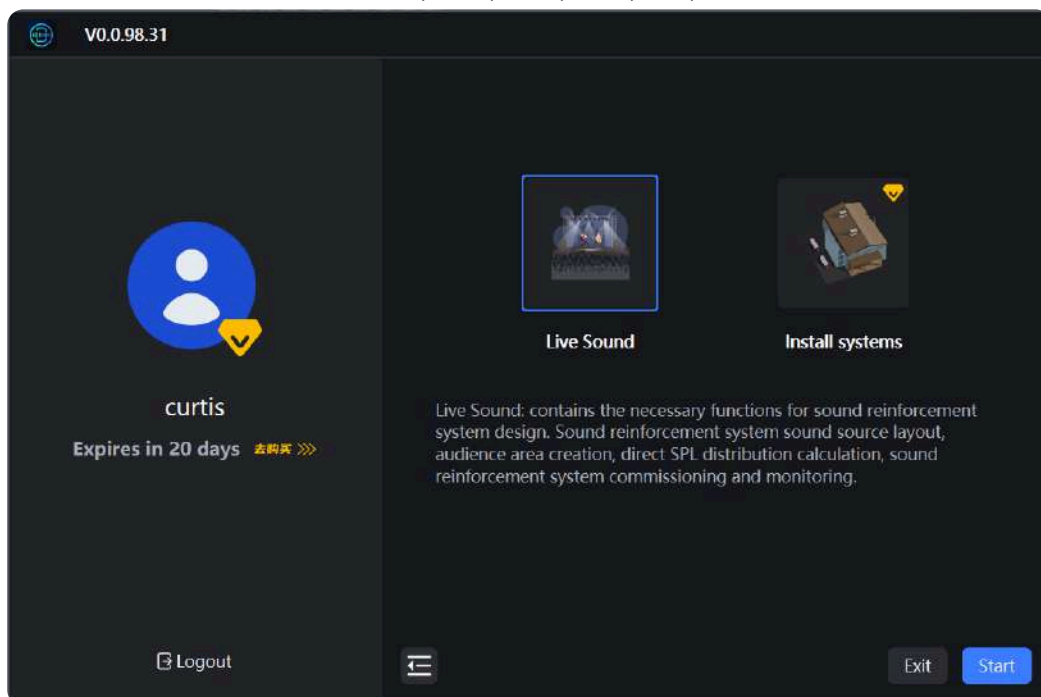 V0.0.98.31
curtis
Expires in 20 days 去购买 >>>
Logout
Live Sound
Install systems
Live Sound: contains the necessary functions for sound reinforcement
system design. Sound reinforcement system sound source layout,
audience area creation, direct SPL distribution calculation, sound
reinforcement system commissioning and monitoring.
Exit
Start